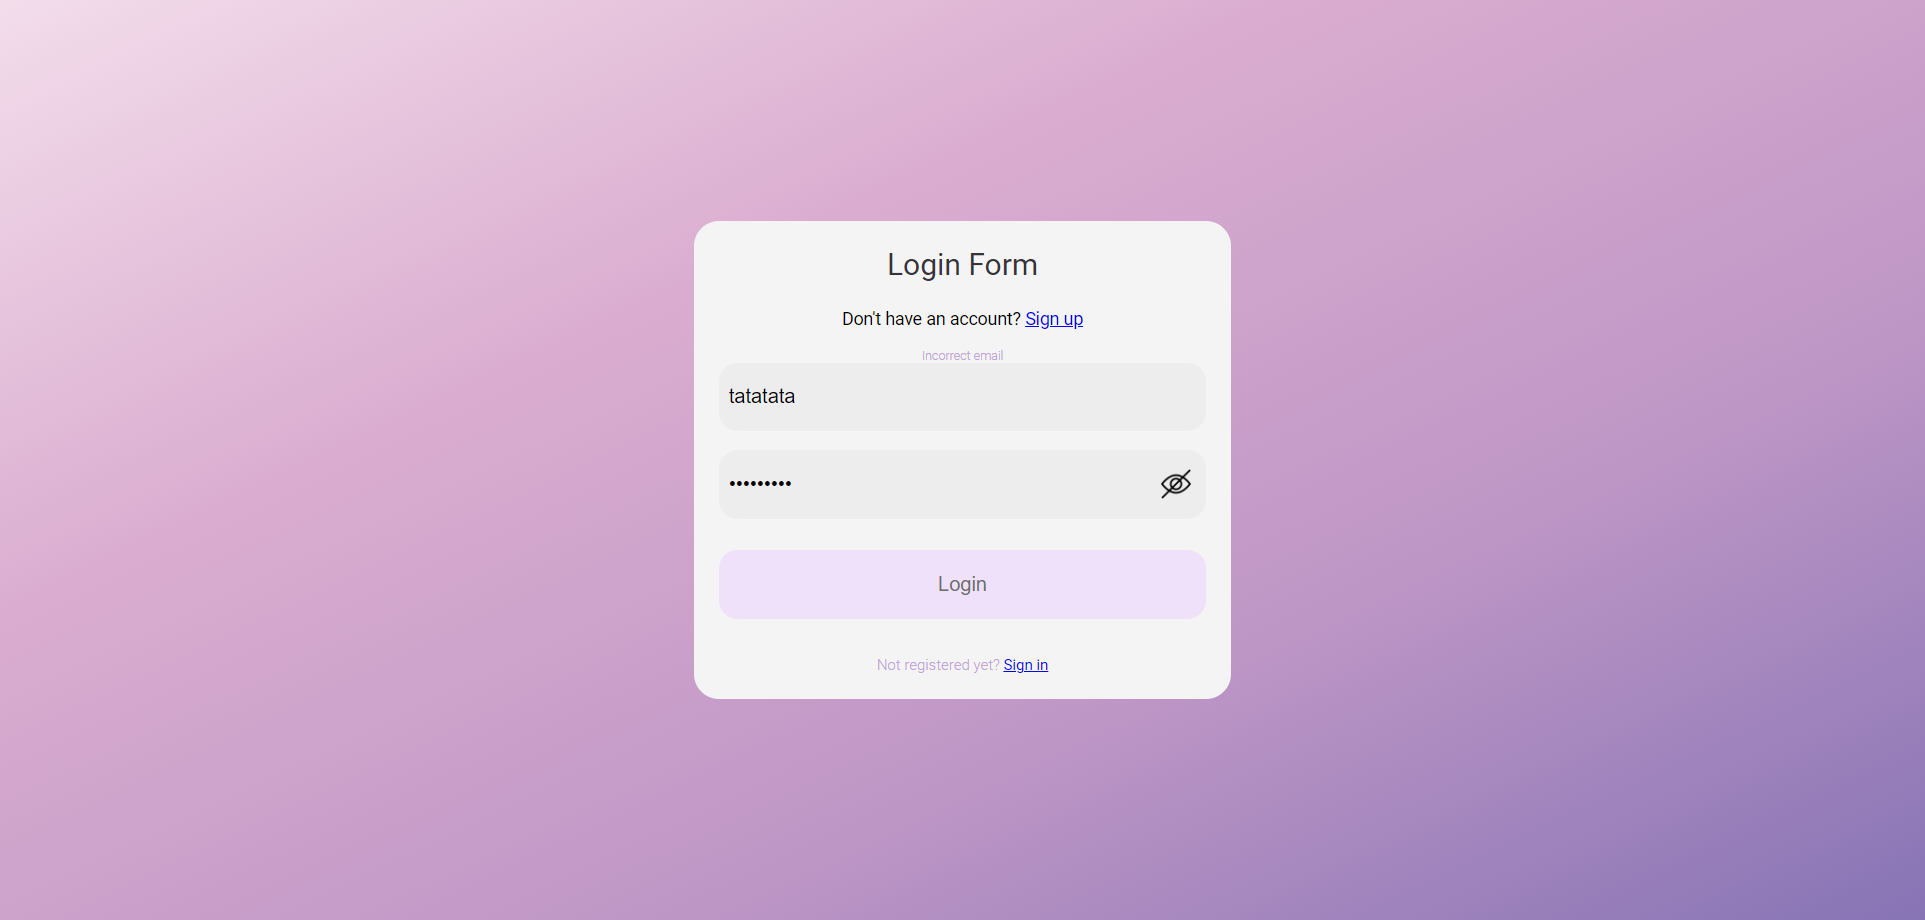 Login Form
Don't have an account? Sign up
Incorrect email
tatatata
•••••••••
Login
Not registered yet? Sign in